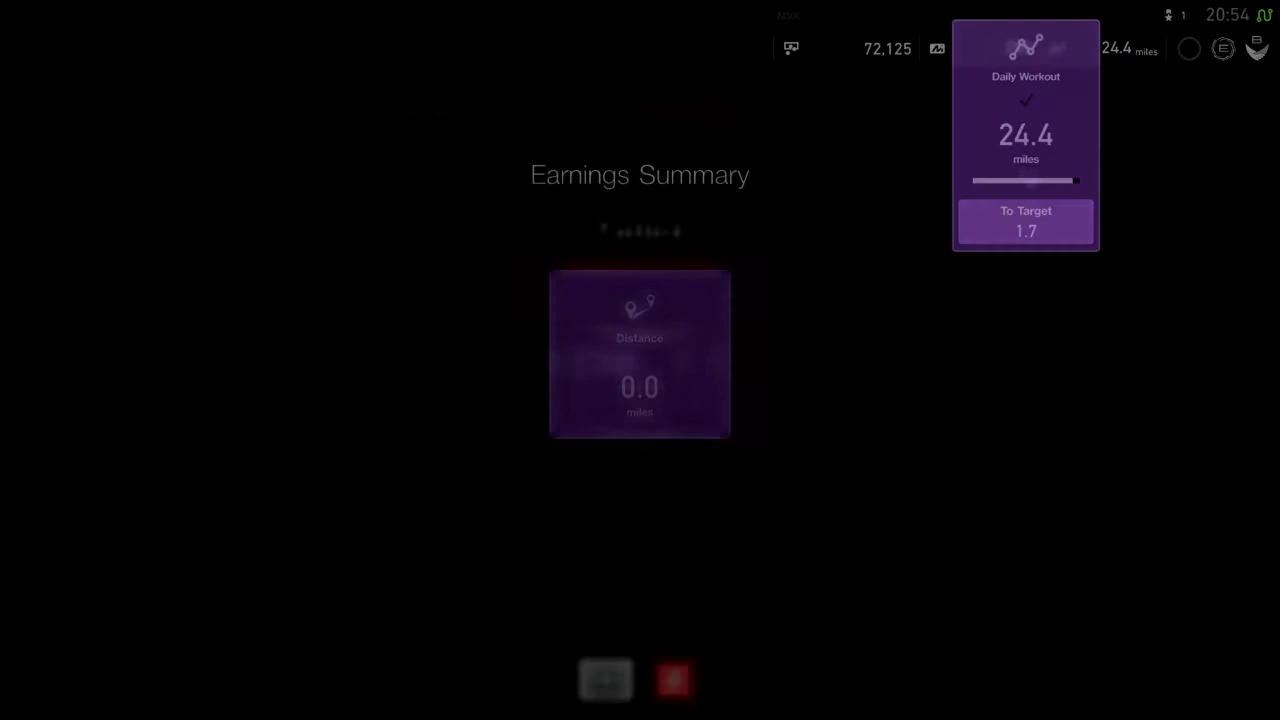 1 20:54
72,125
24.4 miles
E
B
Daily Workout
24.4
miles
To Target
1.7
Earnings Summary
Distance
0.0
miles